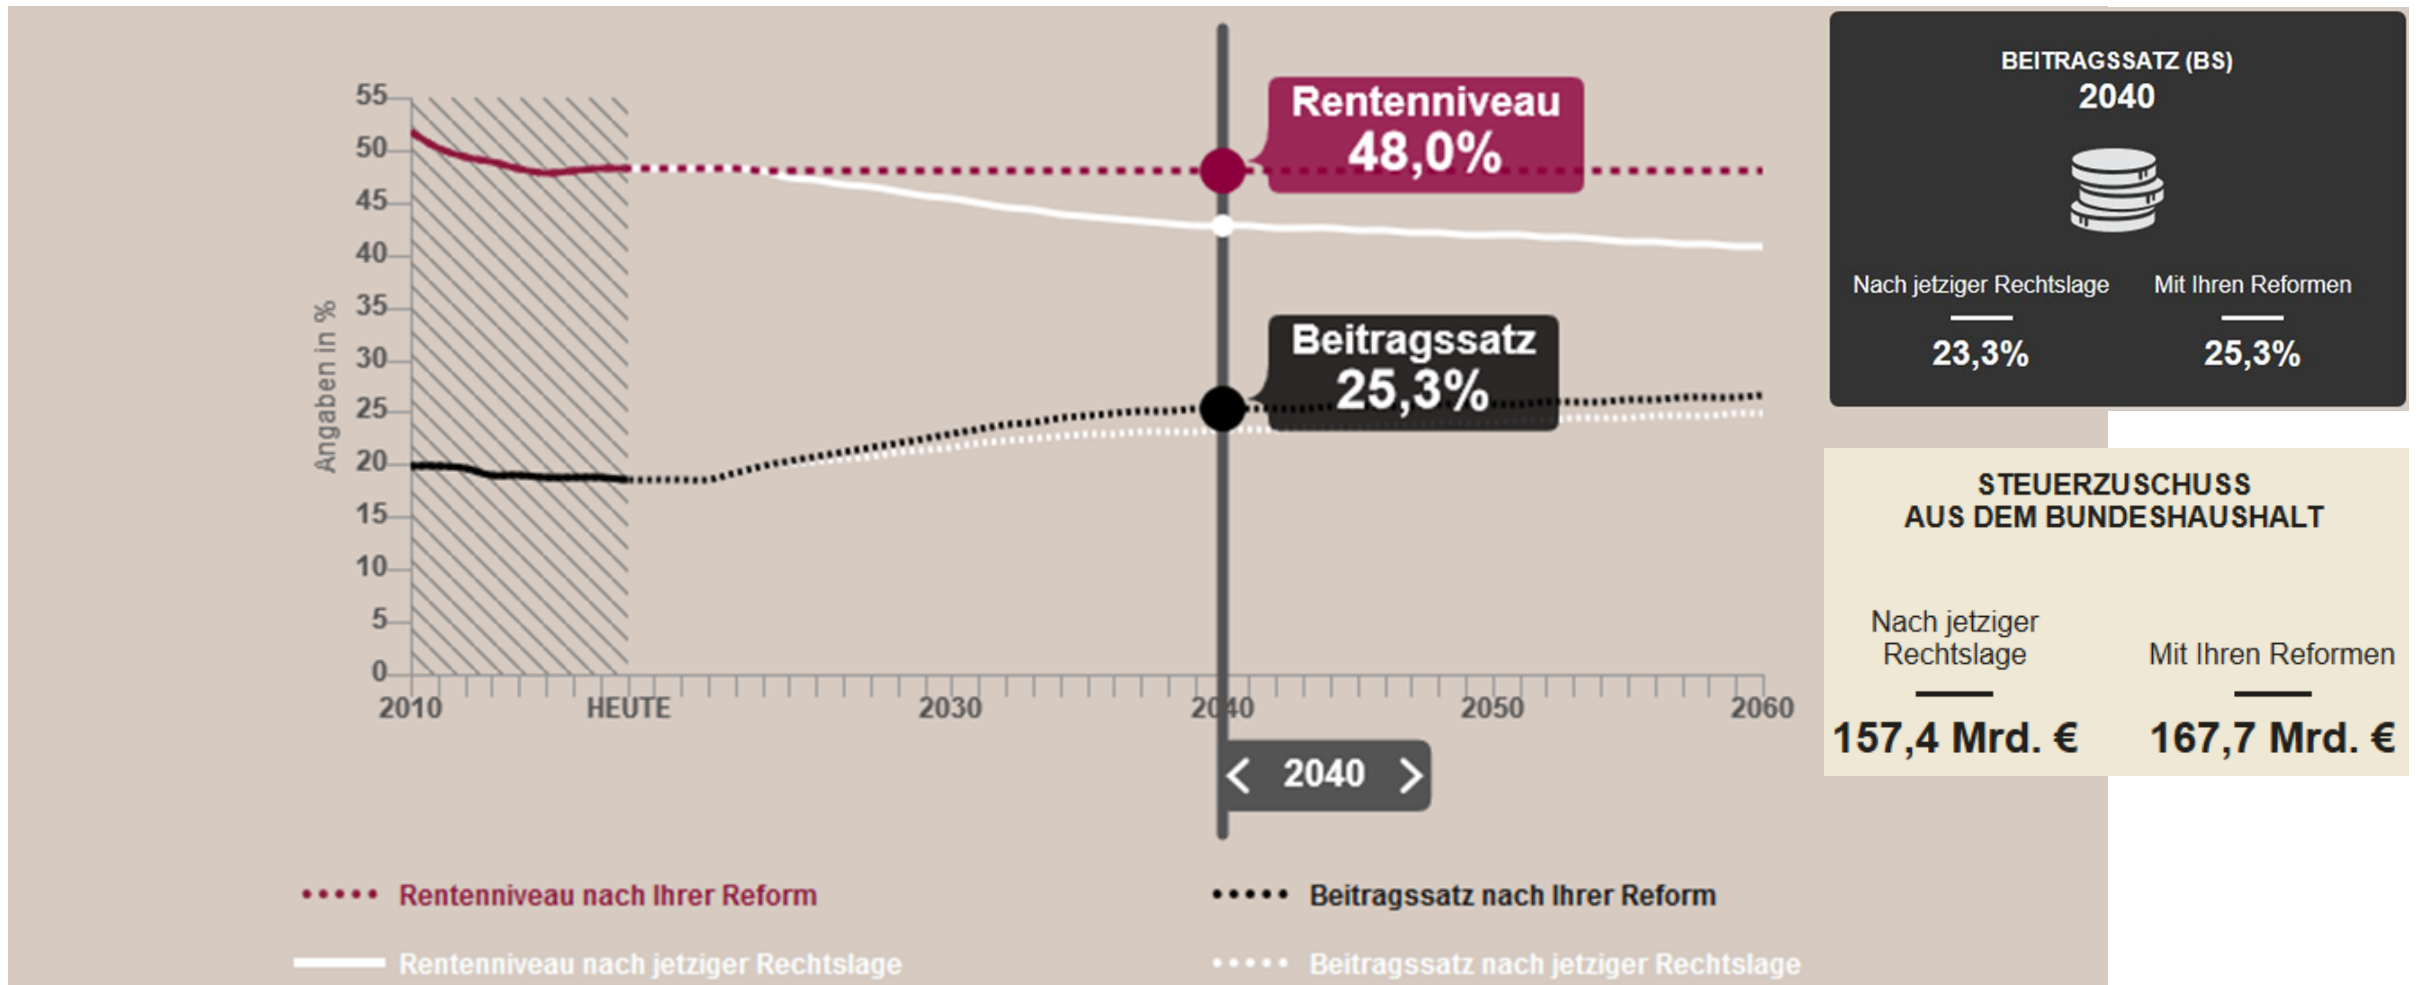 Angaben in %
55
50
45
40
35
30
25
20
15
10
5
0
2010
HEUTE
2030
2040
2050
2060
Rentenniveau
48,0%
Beitragssatz
25,3%
2040
Rentenniveau nach Ihrer Reform
Beitragssatz nach Ihrer Reform
Rentenniveau nach jetziger Rechtslage
Beitragssatz nach jetziger Rechtslage
BEITRAGSSATZ (BS)
2040
Nach jetziger Rechtslage
23,3%
Mit Ihren Reformen
25,3%
STEUERZUSCHUSS
AUS DEM BUNDESHAUSHALT
Nach jetziger
Rechtslage
157,4 Mrd. €
Mit Ihren Reformen
167,7 Mrd. €